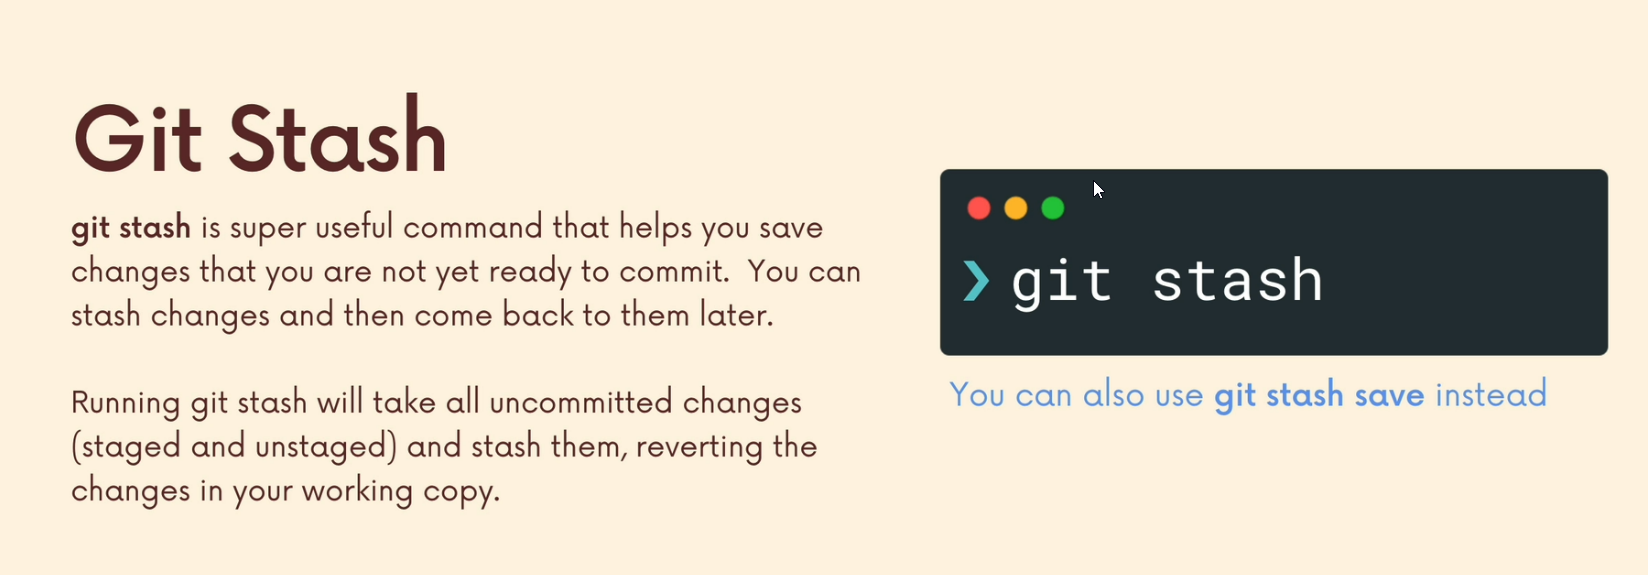 Git Stash
git stash is super useful command that helps you save
changes that you are not yet ready to commit.  You can
stash changes and then come back to them later.
Running git stash will take all uncommitted changes
(staged and unstaged) and stash them, reverting the
changes in your working copy.
❯ git stash
You can also use git stash save instead